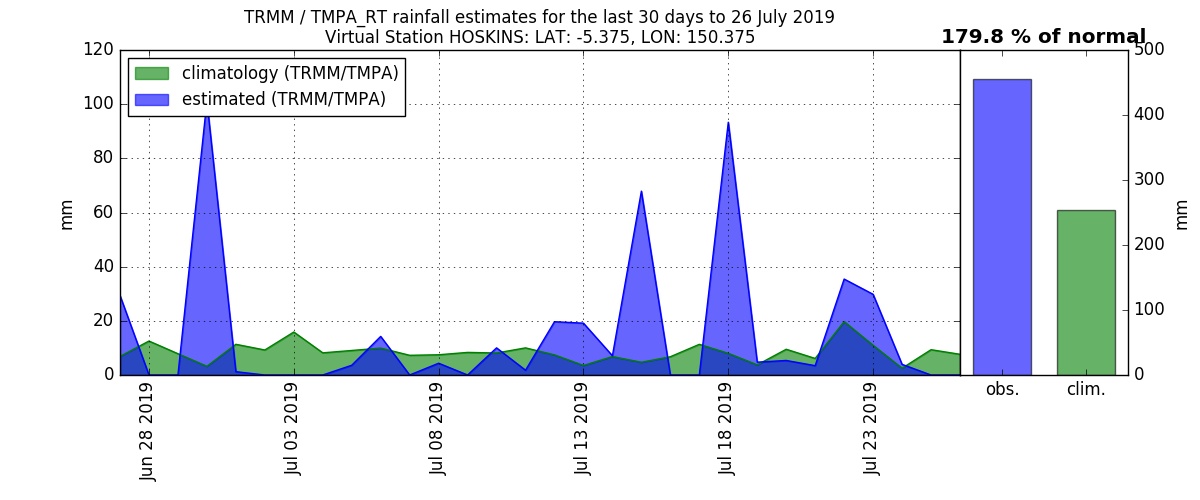 TRMM / TMPA_RT rainfall estimates for the last 30 days to 26 July 2019
Virtual Station HOSKINS: LAT: -5.375, LON: 150.375
179.8 % of normal
climatology (TRMM/TMPA)
estimated (TRMM/TMPA)
mm
120
100
80
60
40
20
0
Jun 28 2019
Jul 03 2019
Jul 08 2019
Jul 13 2019
Jul 18 2019
Jul 23 2019
obs.
clim.
500
400
300
200
100
0
mm